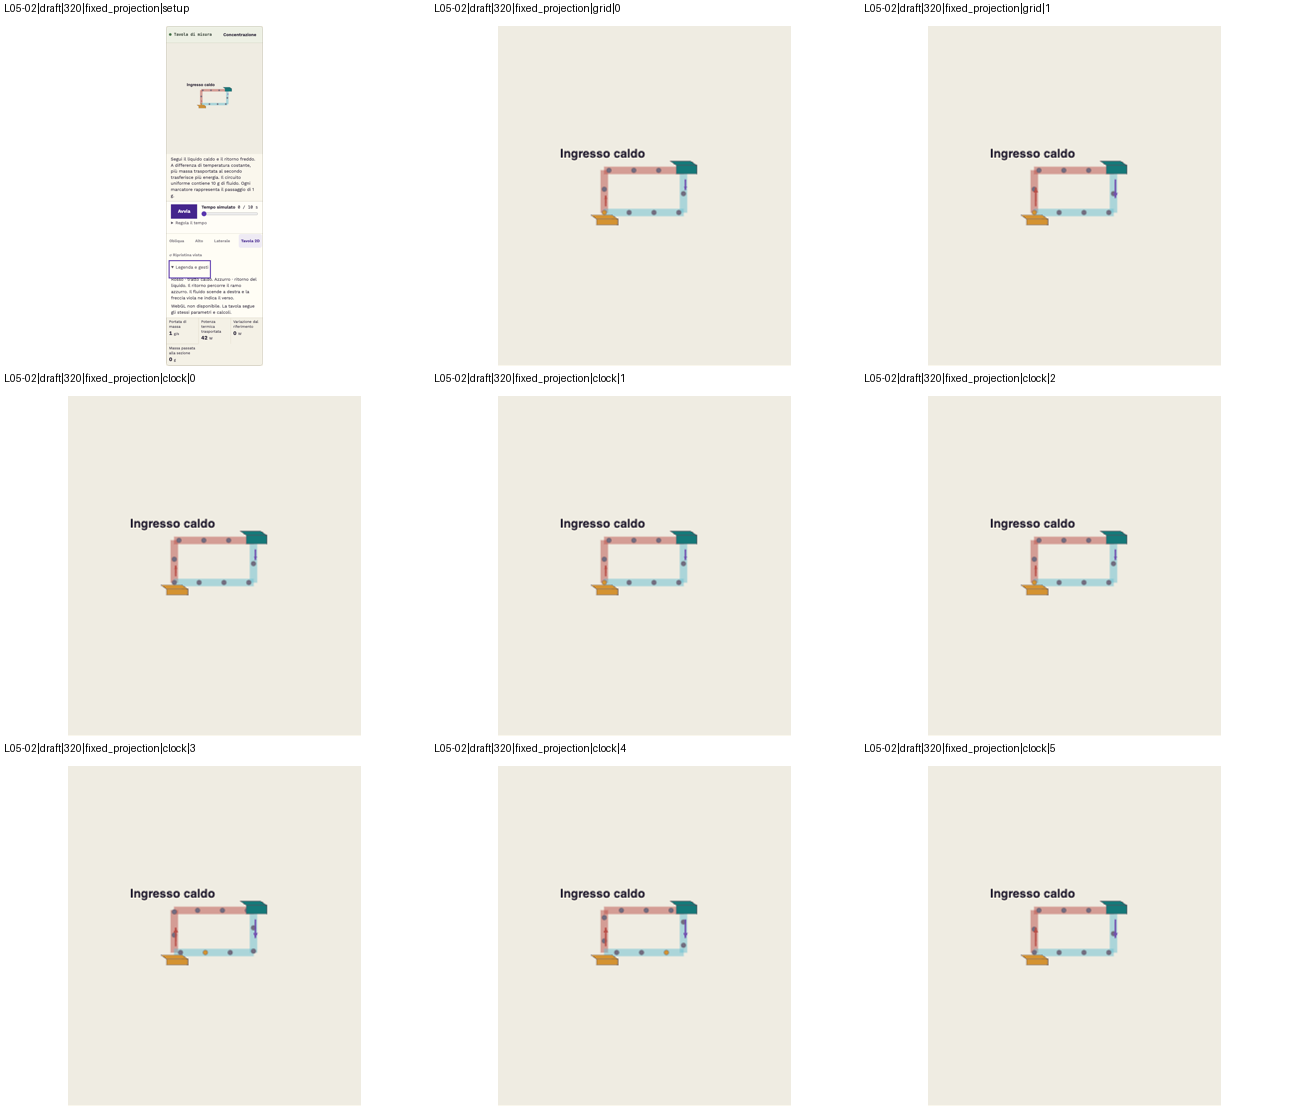 L05-02|draft|320|fixed_projection|setup
L05-02|draft|320|fixed_projection|grid|0
L05-02|draft|320|fixed_projection|grid|1
Tavola di misura
Concentrazione
Ingresso caldo
Segui il liquido caldo e il ritorno freddo.
A differenza di temperatura costante,
più massa trasportata al secondo
trasferisce più energia. Il circuito
uniforme contiene 10 g di fluido. Ogni
marcatore rappresenta il passaggio di 1
g.
Avvia
Tempo simulato 0 / 10 s
▸ Regola il tempo
Obliqua
Alto
Laterale
Tavola 2D
Ripristina vista
▾ Legenda e gesti
Rosso · tratto caldo. Azzurro · ritorno del
liquido. Il ritorno percorre il ramo
azzurro. Il fluido scende a destra e la
freccia viola ne indica il verso.
WebGL non disponibile. La tavola segue
gli stessi parametri e calcoli.
Portata di
massa
1 g/s
Potenza
termica
trasportata
42 W
Variazione dal
riferimento
0 W
Massa passata
alla sezione
0 g
Ingresso caldo
Ingresso caldo
L05-02|draft|320|fixed_projection|clock|0
L05-02|draft|320|fixed_projection|clock|1
L05-02|draft|320|fixed_projection|clock|2
Ingresso caldo
Ingresso caldo
Ingresso caldo
L05-02|draft|320|fixed_projection|clock|3
L05-02|draft|320|fixed_projection|clock|4
L05-02|draft|320|fixed_projection|clock|5
Ingresso caldo
Ingresso caldo
Ingresso caldo